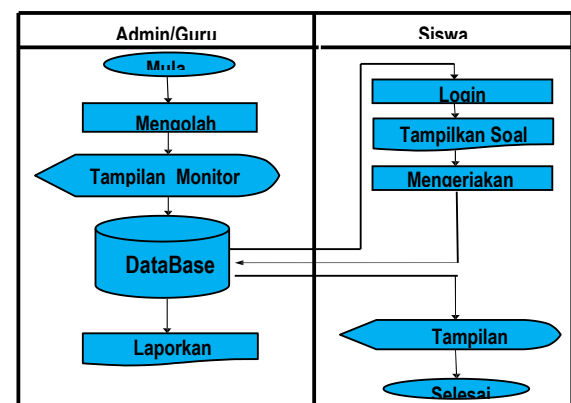 Admin/Guru
Siswa
Mula
Mengolah
Tampilan Monitor
DataBase
Laporkan
Login
Tampilkan Soal
Mengerjakan
Tampilan
Selesai